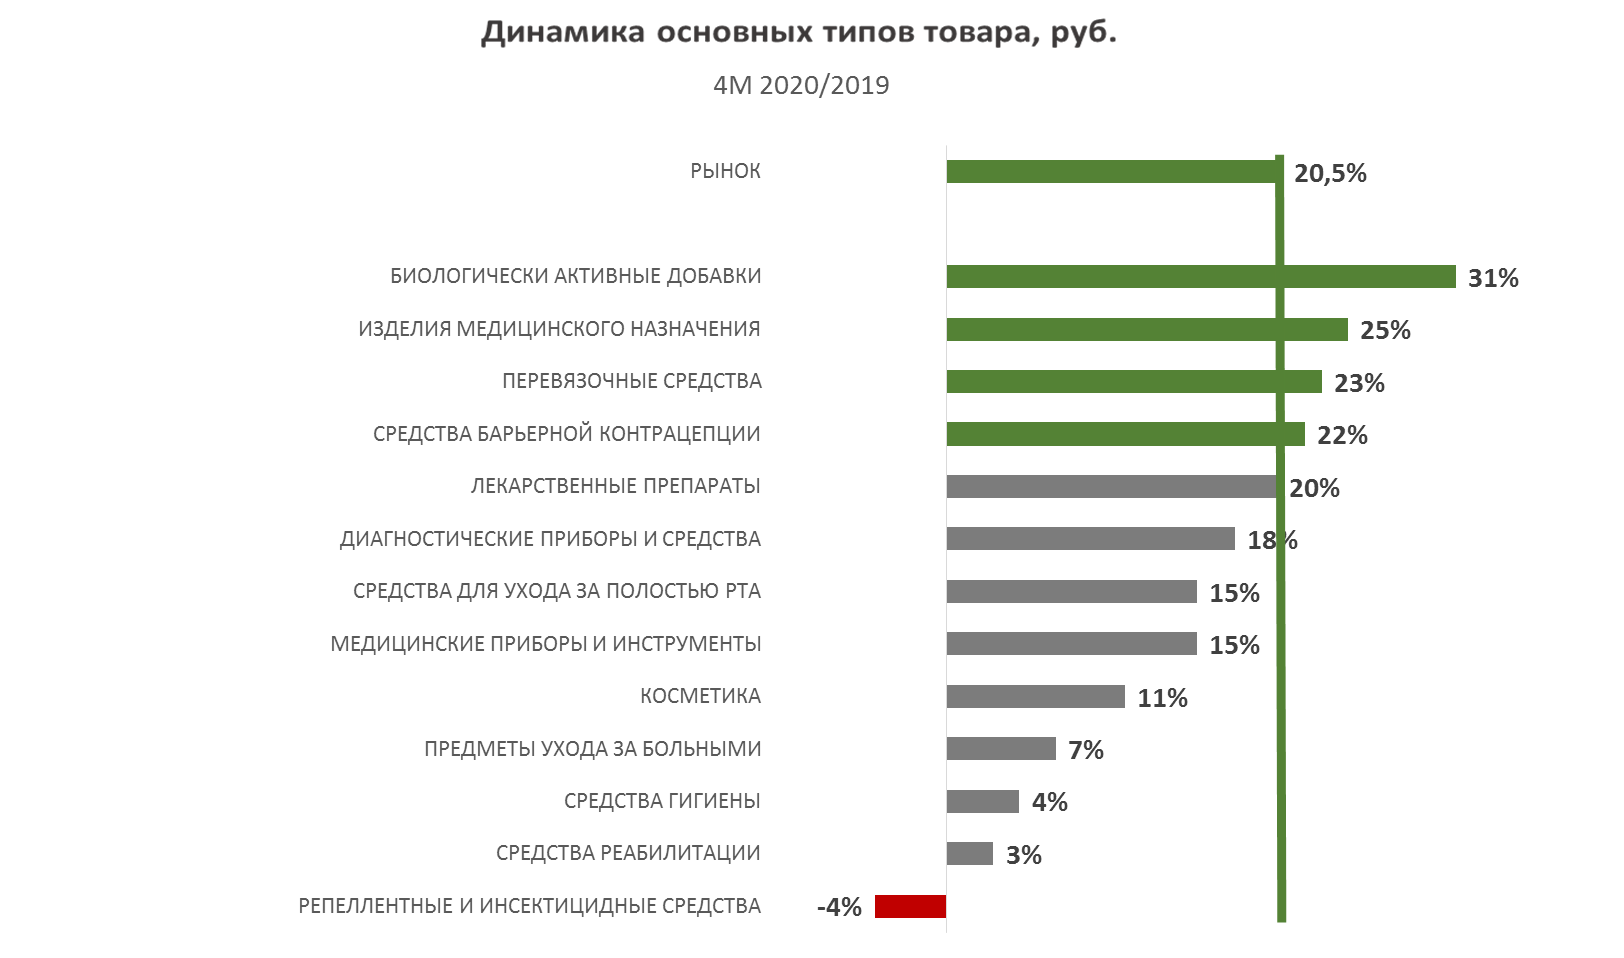 Динамика основных типов товара, руб.
4М 2020/2019
РЫНОК 20,5%
БИОЛОГИЧЕСКИ АКТИВНЫЕ ДОБАВКИ 31%
ИЗДЕЛИЯ МЕДИЦИНСКОГО НАЗНАЧЕНИЯ 25%
ПЕРЕВЯЗОЧНЫЕ СРЕДСТВА 23%
СРЕДСТВА БАРЬЕРНОЙ КОНТРАЦЕПЦИИ 22%
ЛЕКАРСТВЕННЫЕ ПРЕПАРАТЫ 20%
ДИАГНОСТИЧЕСКИЕ ПРИБОРЫ И СРЕДСТВА 18%
СРЕДСТВА ДЛЯ УХОДА ЗА ПОЛОСТЬЮ РТА 15%
МЕДИЦИНСКИЕ ПРИБОРЫ И ИНСТРУМЕНТЫ 15%
КОСМЕТИКА 11%
ПРЕДМЕТЫ УХОДА ЗА БОЛЬНЫМИ 7%
СРЕДСТВА ГИГИЕНЫ 4%
СРЕДСТВА РЕАБИЛИТАЦИИ 3%
РЕПЕЛЛЕНТНЫЕ И ИНСЕКТИЦИДНЫЕ СРЕДСТВА -4%